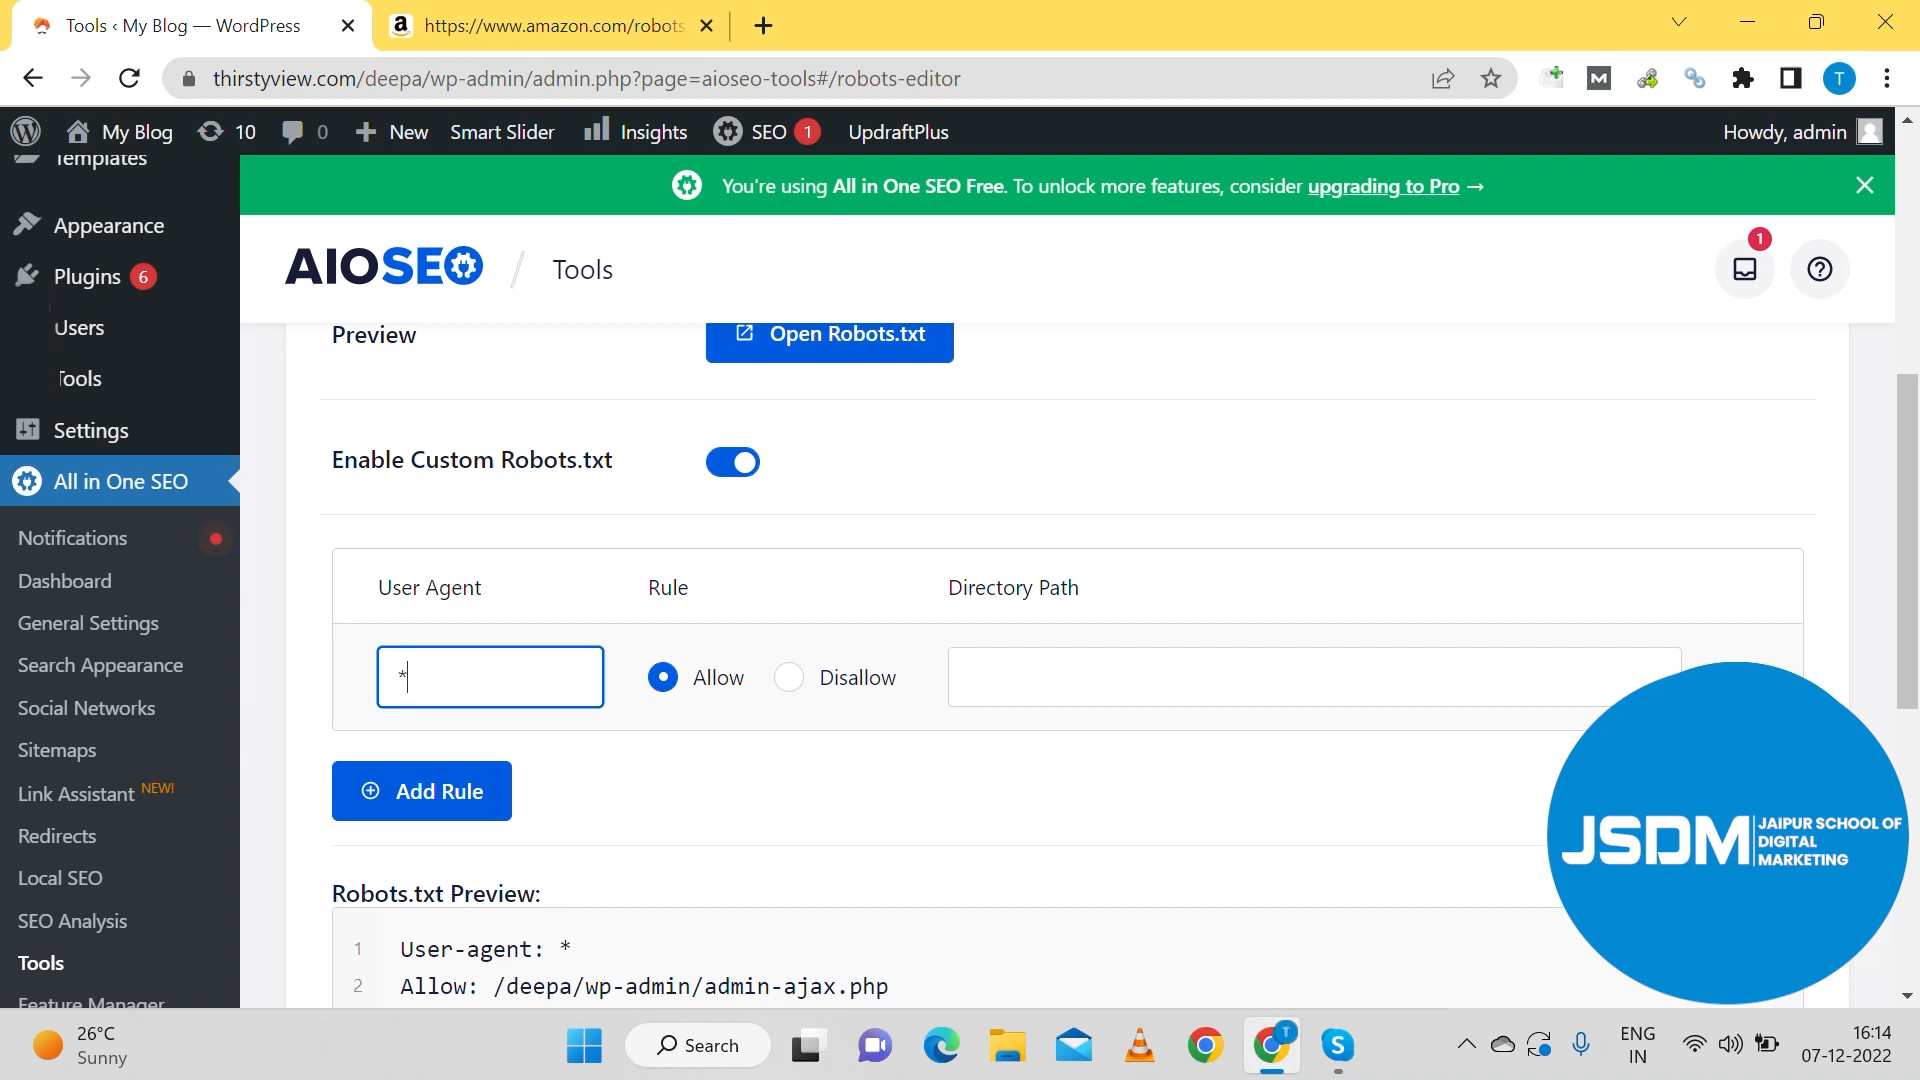 Tools ‹ My Blog — WordPress
https://www.amazon.com/robots
thirstyview.com/deepa/wp-admin/admin.php?page=aioseo-tools#/robots-editor
T
My Blog 10 0 New Smart Slider Insights SEO 1 UpdraftPlus Howdy, admin
Templates
Appearance
Plugins 6
Users
Tools
Settings
All in One SEO
Notifications
Dashboard
General Settings
Search Appearance
Social Networks
Sitemaps
Link Assistant NEW!
Redirects
Local SEO
SEO Analysis
Tools
Feature Manager
You're using All in One SEO Free. To unlock more features, consider upgrading to Pro →
AIOSEO / Tools
1
Preview
Open Robots.txt
Enable Custom Robots.txt
User Agent Rule Directory Path
* Allow Disallow
Add Rule
Robots.txt Preview:
1 User-agent: *
2 Allow: /deepa/wp-admin/admin-ajax.php
JSDM JAIPUR SCHOOL OF
DIGITAL
MARKETING
26°C
Sunny
Search
T
ENG
IN
16:14
07-12-2022